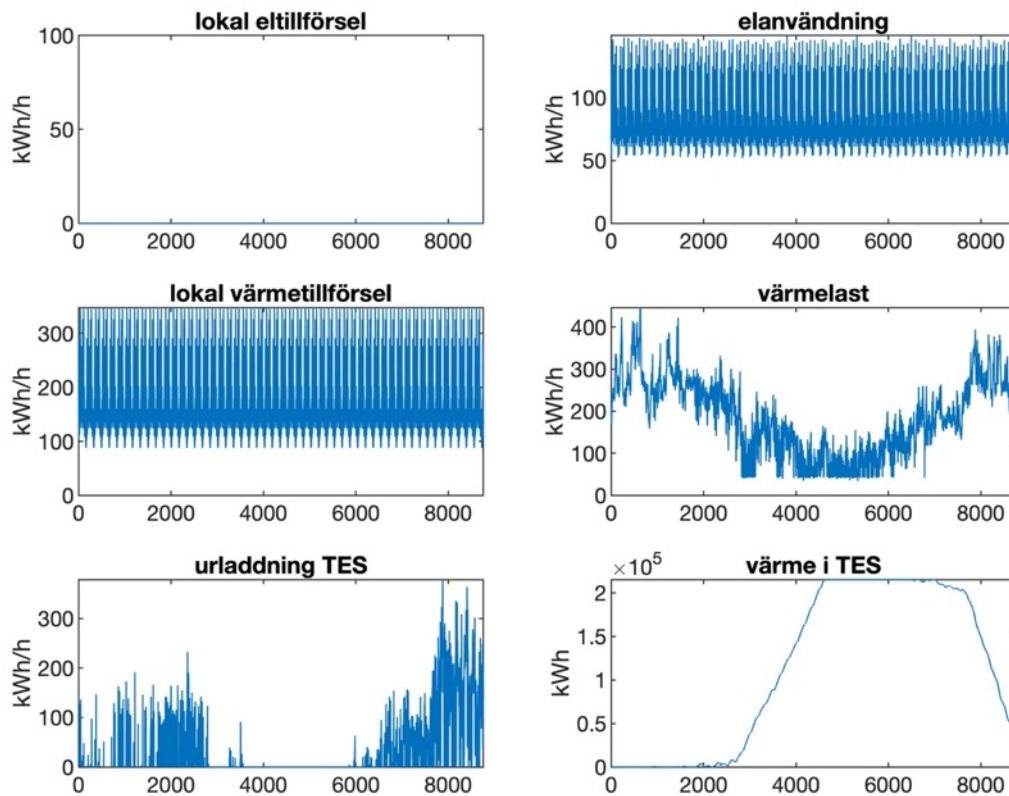 lokal eltillförsel
100
50
0
kWh/h
0 2000 4000 6000 8000
elanvändning
100
50
0
kWh/h
0 2000 4000 6000 8000
lokal värmetillförsel
300
200
100
0
kWh/h
0 2000 4000 6000 8000
värmelast
400
300
200
100
0
kWh/h
0 2000 4000 6000 8000
urladdning TES
300
200
100
0
kWh/h
0 2000 4000 6000 8000
värme i TES
×10⁵
2
1.5
1
0.5
0
kWh
0 2000 4000 6000 8000